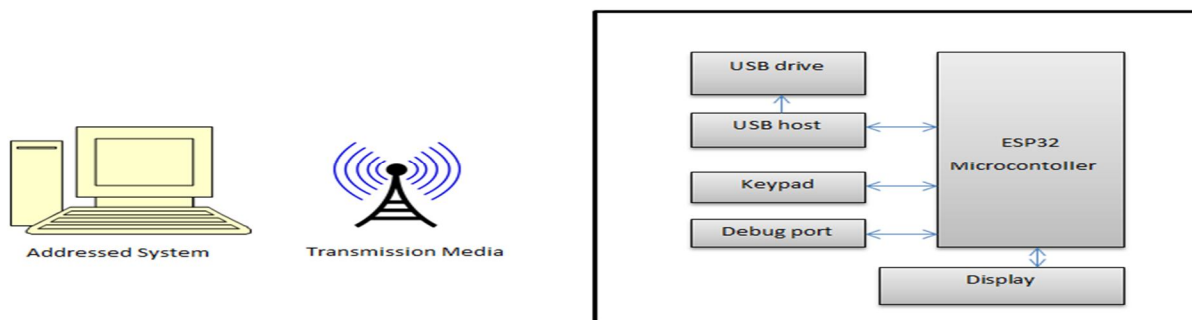 Addressed System
Transmission Media
USB drive
USB host
Keypad
Debug port
ESP32
Microcontoller
Display